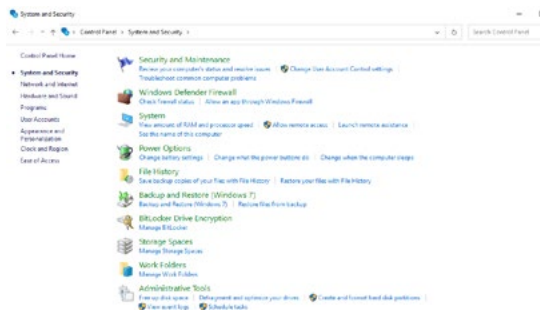 System and Security
Control Panel > System and Security >
Search Control Panel
Control Panel Home
System and Security
Network and Internet
Hardware and Sound
Programs
User Accounts
Appearance and
Personalization
Clock and Region
Ease of Access
Security and Maintenance
Review your computer's status and resolve issues | Change User Account Control settings
Troubleshoot common computer problems
Windows Defender Firewall
Check firewall status | Allow an app through Windows Firewall
System
View amount of RAM and processor speed | Allow remote access | Launch remote assistance
See the name of this computer
Power Options
Change battery settings | Change what the power buttons do | Change when the computer sleeps
File History
Save backup copies of your files with File History | Restore your files with File History
Backup and Restore (Windows 7)
Backup and Restore (Windows 7) | Restore files from backup
BitLocker Drive Encryption
Manage BitLocker
Storage Spaces
Manage Storage Spaces
Work Folders
Manage Work Folders
Administrative Tools
Free up disk space | Defragment and optimize your drives | Create and format hard disk partitions
View event logs | Schedule tasks